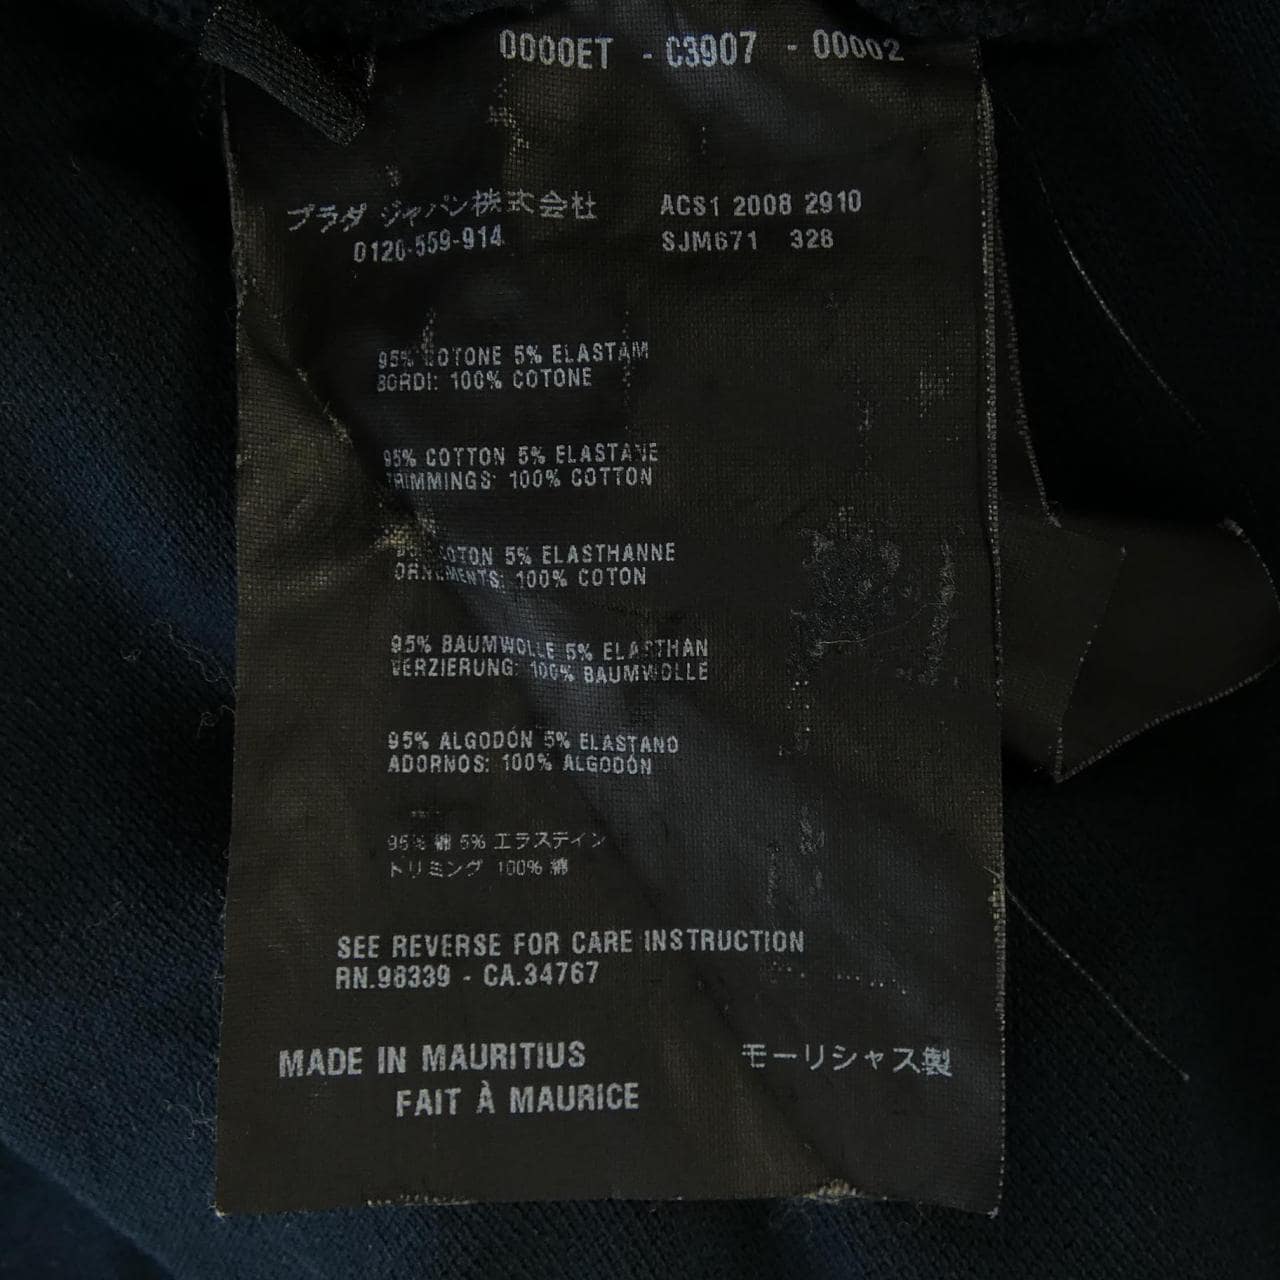 0000ET - C3907 - 00002
プラダ ジャパン株式会社
0120-559-914
ACS1 2008 2910
SJM671 328
95% COTONE 5% ELASTAM
BORDI: 100% COTONE
95% COTTON 5% ELASTANE
TRIMMINGS: 100% COTTON
95% COTON 5% ELASTHANNE
ORNEMENTS: 100% COTON
95% BAUMWOLLE 5% ELASTHAN
VERZIERUNG: 100% BAUMWOLLE
95% ALGODÓN 5% ELASTANO
ADORNOS: 100% ALGODÓN
95% 綿 5% エラステイン
トリミング 100% 綿
SEE REVERSE FOR CARE INSTRUCTION
RN.98339 - CA.34767
MADE IN MAURITIUS
FAIT À MAURICE
モーリシャス製